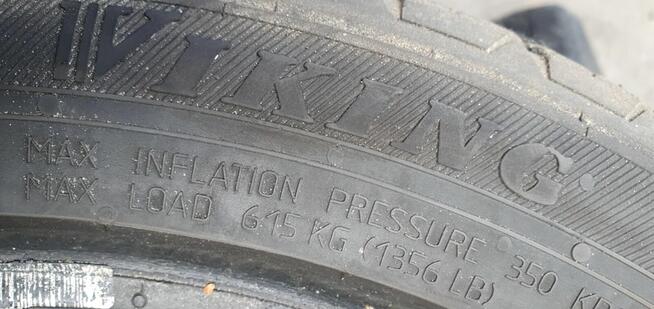 VIKING
MAX INFLATION PRESSURE 350
MAX LOAD 615 KG (1356 LB)